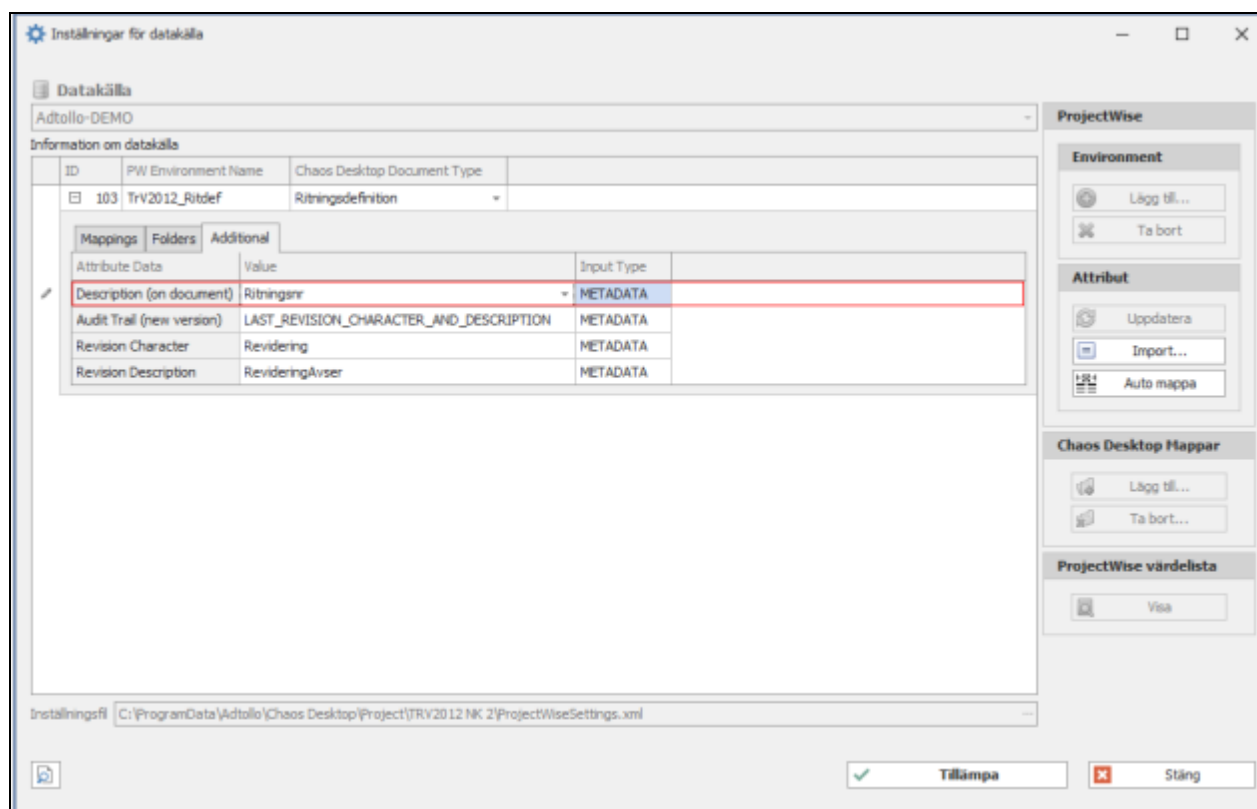 Inställningar för datakälla
Datakälla
Adtollo-DEMO
Information om datakälla
ID PW Environment Name Chaos Desktop Document Type
103 TrV2012_Ritdef Ritningsdefinition
Mappings Folders Additional
Attribute Data Value Input Type
Description (on document) Ritningsnr METADATA
Audit Trail (new version) LAST_REVISION_CHARACTER_AND_DESCRIPTION METADATA
Revision Character Revidering METADATA
Revision Description RevideringAvser METADATA
Inställningsfil C:\ProgramData\Adtollo\Chaos Desktop\Project\TRV2012 NK 2\ProjectWiseSettings.xml ...
ProjectWise
Environment
Lägg till...
Ta bort
Attribut
Uppdatera
Import...
Auto mappa
Chaos Desktop Mappar
Lägg till...
Ta bort...
ProjectWise värdelista
Visa
Tillämpa Stäng